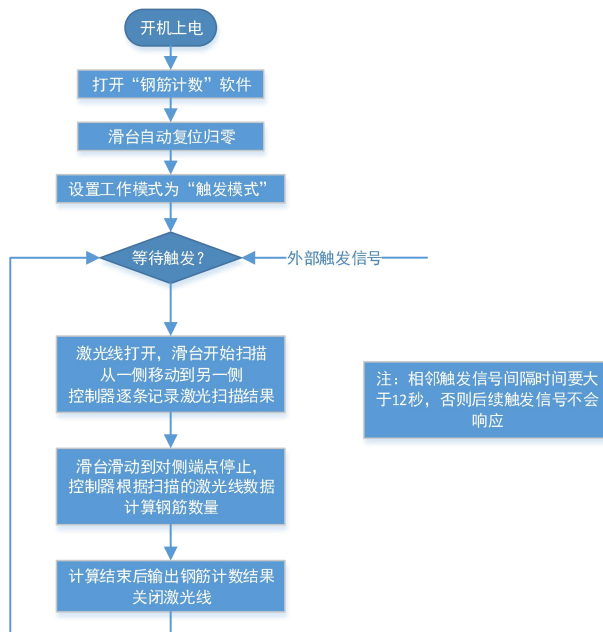 开机上电
打开“钢筋计数”软件
滑台自动复位归零
设置工作模式为“触发模式”
等待触发？
外部触发信号
激光线打开，滑台开始扫描
从一侧移动到另一侧
控制器逐条记录激光扫描结果
注：相邻触发信号间隔时间要大
于12秒，否则后续触发信号不会
响应
滑台滑动到对侧端点停止，
控制器根据扫描的激光线数据
计算钢筋数量
计算结束后输出钢筋计数结果
关闭激光线